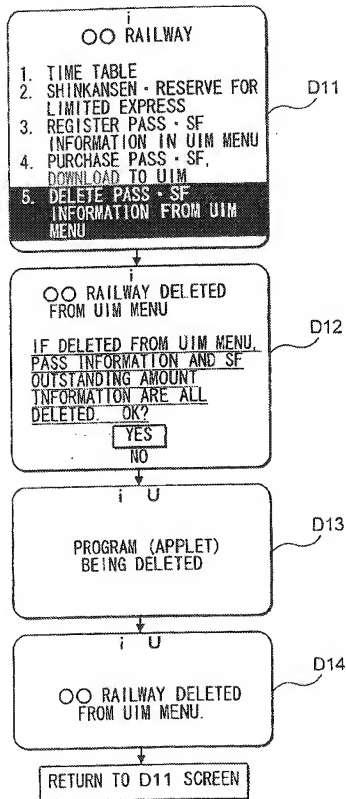 i
○○ RAILWAY
1. TIME TABLE
2. SHINKANSEN・RESERVE FOR
LIMITED EXPRESS
3. REGISTER PASS・SF
INFORMATION IN UIM MENU
4. PURCHASE PASS・SF,
DOWNLOAD TO UIM
5. DELETE PASS・SF
INFORMATION FROM UIM
MENU
D11
i
○○ RAILWAY DELETED
FROM UIM MENU
D12
IF DELETED FROM UIM MENU,
PASS INFORMATION AND SF
OUTSTANDING AMOUNT
INFORMATION ARE ALL
DELETED. OK?
YES
NO
i U
D13
PROGRAM (APPLET)
BEING DELETED
i U
D14
○○ RAILWAY DELETED
FROM UIM MENU.
RETURN TO D11 SCREEN